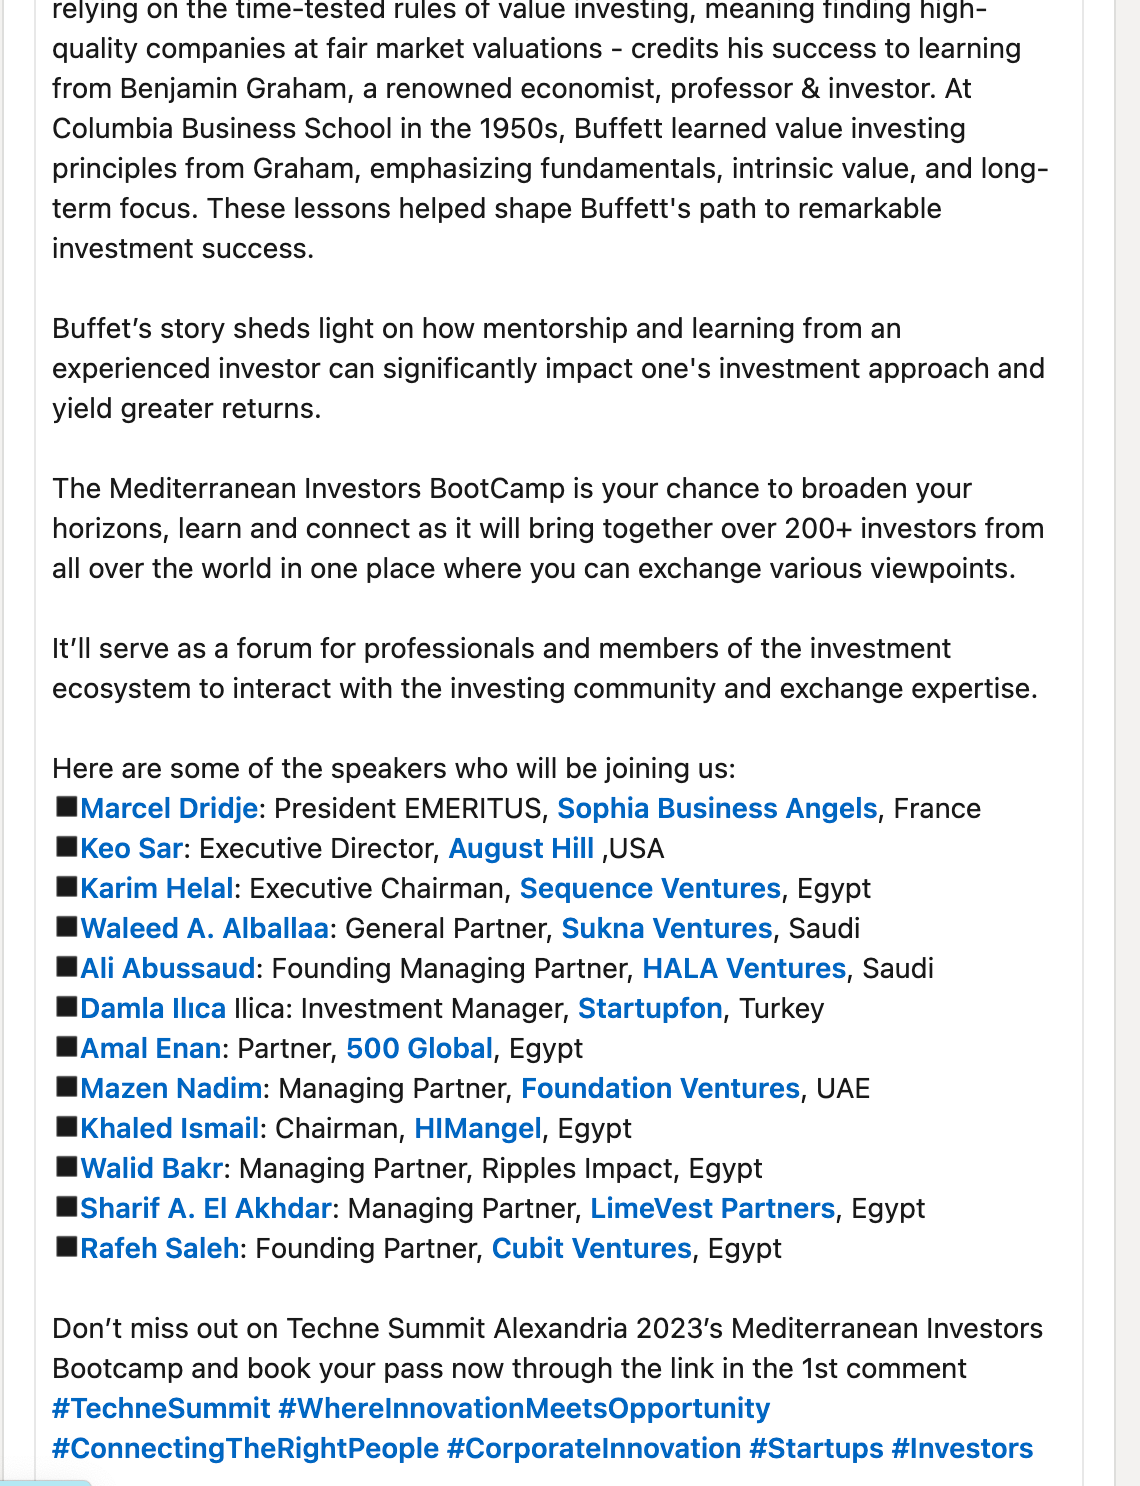 relying on the time-tested rules of value investing, meaning finding high-
quality companies at fair market valuations - credits his success to learning
from Benjamin Graham, a renowned economist, professor & investor. At
Columbia Business School in the 1950s, Buffett learned value investing
principles from Graham, emphasizing fundamentals, intrinsic value, and long-
term focus. These lessons helped shape Buffett's path to remarkable
investment success.
Buffet’s story sheds light on how mentorship and learning from an
experienced investor can significantly impact one's investment approach and
yield greater returns.
The Mediterranean Investors BootCamp is your chance to broaden your
horizons, learn and connect as it will bring together over 200+ investors from
all over the world in one place where you can exchange various viewpoints.
It’ll serve as a forum for professionals and members of the investment
ecosystem to interact with the investing community and exchange expertise.
Here are some of the speakers who will be joining us:
◼Marcel Dridje: President EMERITUS, Sophia Business Angels, France
◼Keo Sar: Executive Director, August Hill ,USA
◼Karim Helal: Executive Chairman, Sequence Ventures, Egypt
◼Waleed A. Alballaa: General Partner, Sukna Ventures, Saudi
◼Ali Abussaud: Founding Managing Partner, HALA Ventures, Saudi
◼Damla Ilıca Ilica: Investment Manager, Startupfon, Turkey
◼Amal Enan: Partner, 500 Global, Egypt
◼Mazen Nadim: Managing Partner, Foundation Ventures, UAE
◼Khaled Ismail: Chairman, HIMangel, Egypt
◼Walid Bakr: Managing Partner, Ripples Impact, Egypt
◼Sharif A. El Akhdar: Managing Partner, LimeVest Partners, Egypt
◼Rafeh Saleh: Founding Partner, Cubit Ventures, Egypt
Don’t miss out on Techne Summit Alexandria 2023’s Mediterranean Investors
Bootcamp and book your pass now through the link in the 1st comment
#TechneSummit #WhereInnovationMeetsOpportunity
#ConnectingTheRightPeople #CorporateInnovation #Startups #Investors